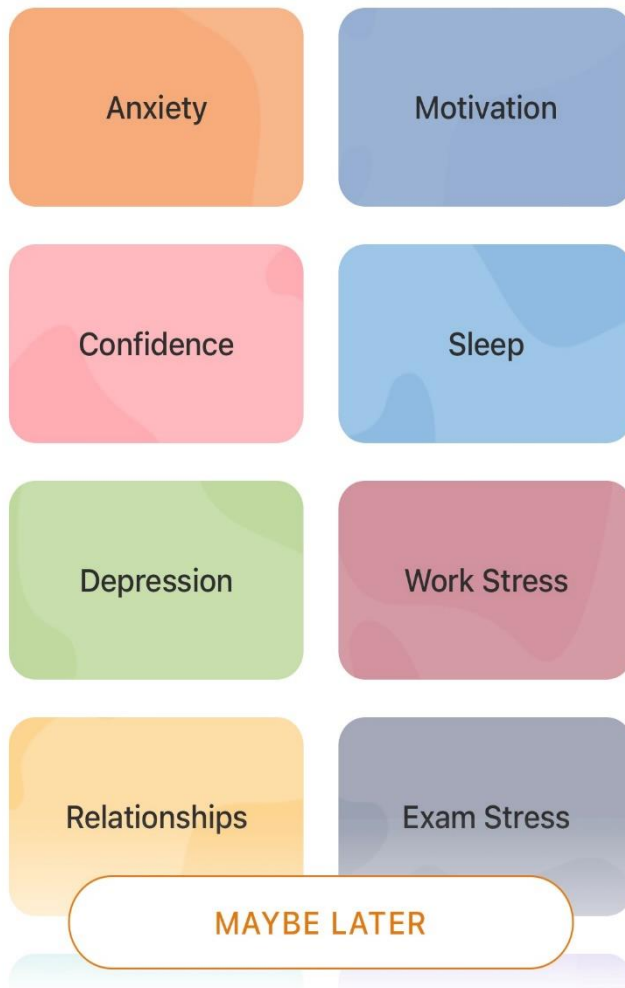 Anxiety
Motivation
Confidence
Sleep
Depression
Work Stress
Relationships
Exam Stress
MAYBE LATER